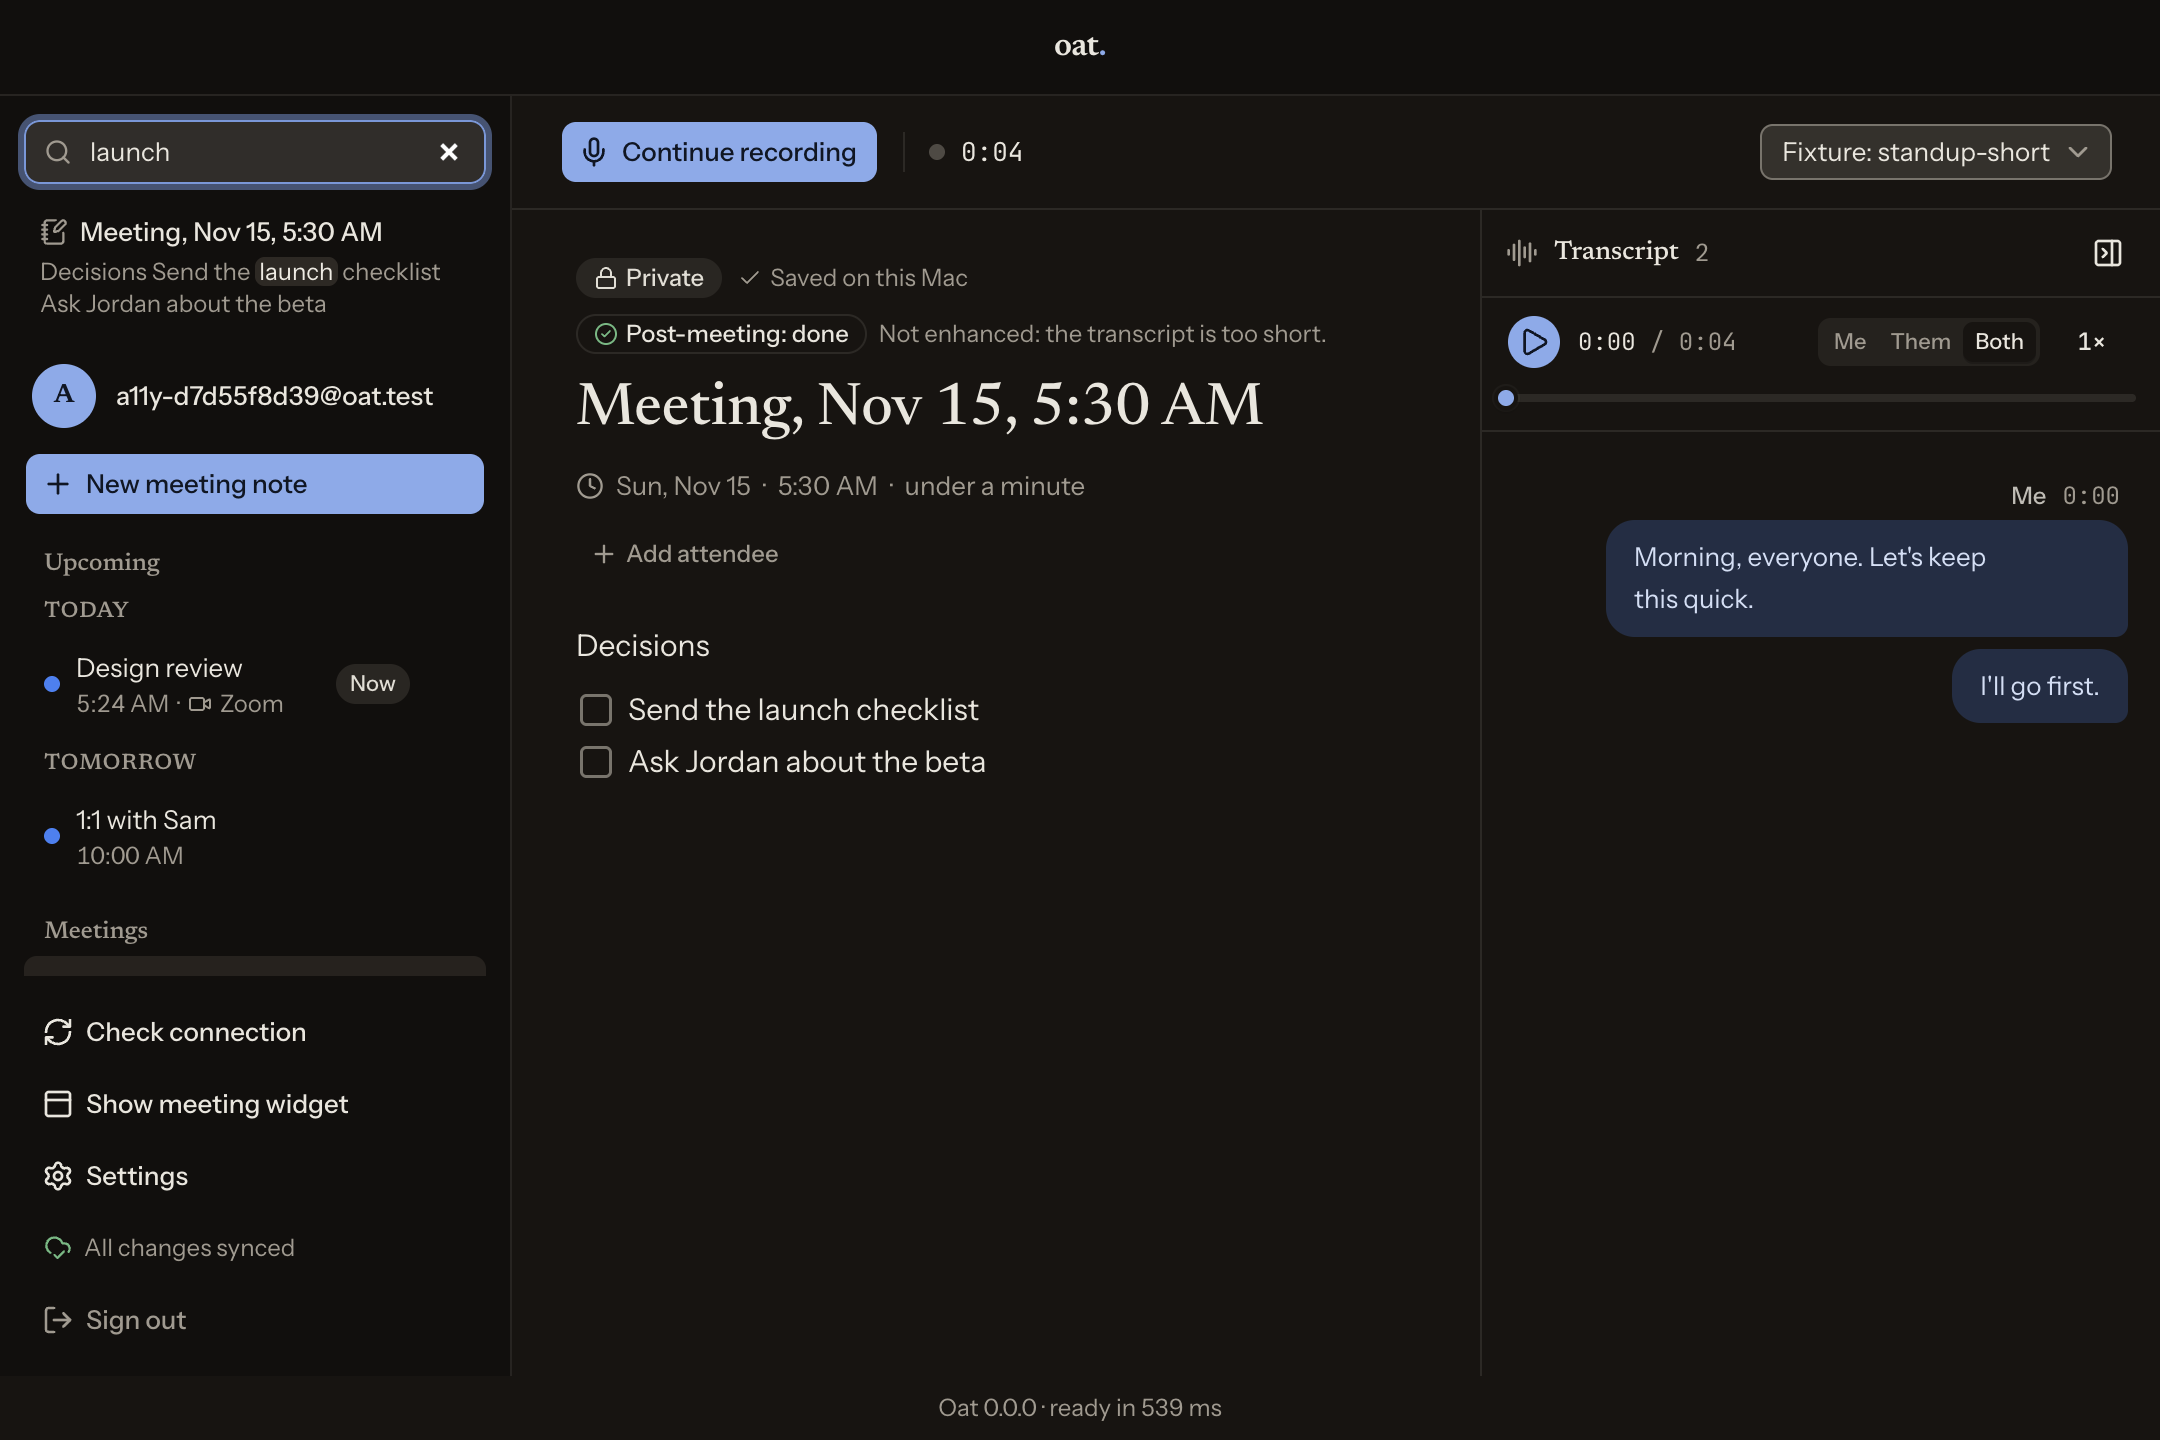 oat.
launch
Meeting, Nov 15, 5:30 AM
Decisions Send the launch checklist
Ask Jordan about the beta
A
a11y-d7d55f8d39@oat.test
New meeting note
Upcoming
TODAY
Design review
5:24 AM · Zoom
Now
TOMORROW
1:1 with Sam
10:00 AM
Meetings
Check connection
Show meeting widget
Settings
All changes synced
Sign out
Continue recording
0:04
Fixture: standup-short
Private
Saved on this Mac
Post-meeting: done
Not enhanced: the transcript is too short.
Meeting, Nov 15, 5:30 AM
Sun, Nov 15 · 5:30 AM · under a minute
Add attendee
Decisions
Send the launch checklist
Ask Jordan about the beta
Transcript 2
0:00 / 0:04
Me Them Both
1×
Me 0:00
Morning, everyone. Let's keep
this quick.
I'll go first.
Oat 0.0.0 · ready in 539 ms